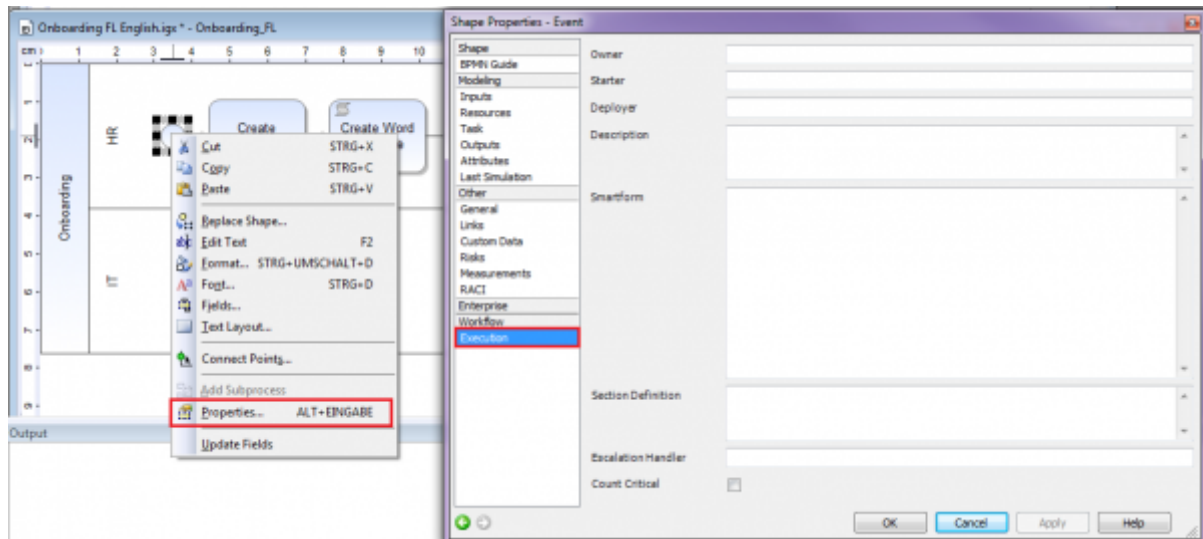 Onboarding FL English.igx * - Onboarding_FL
cm 1 2 3 4 5 6 7 8 9 10
Onboarding
HR
IT
Create
Create Word
Cut STRG+X
Copy STRG+C
Paste STRG+V
Replace Shape...
Edit Text F2
Format... STRG+UMSCHALT+D
Font... STRG+D
Fields...
Text Layout...
Connect Points...
Add Subprocess
Properties... ALT+EINGABE
Update Fields
Output
Shape Properties - Event
Shape
BPMN Guide
Modeling
Inputs
Resources
Task
Outputs
Attributes
Last Simulation
Other
General
Links
Custom Data
Risks
Measurements
RACI
Enterprise
Workflow
Execution
Owner
Starter
Deployer
Description
Smartform
Section Definition
Escalation Handler
Count Critical
OK Cancel Apply Help